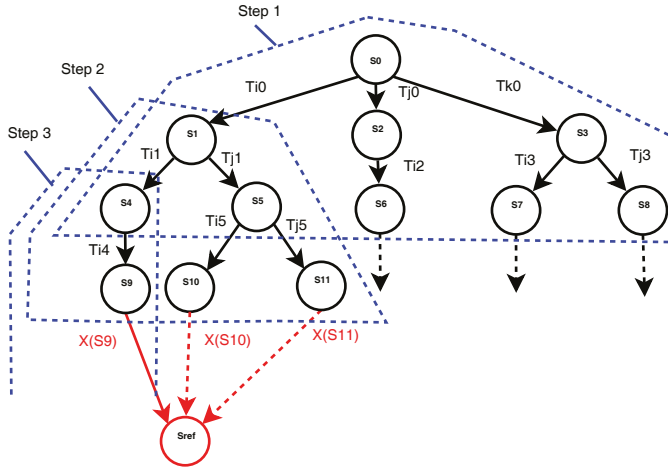 Step 1
S0
Step 2
Ti0
Tj0
Tk0
Step 3
S1
S2
S3
Ti1
Tj1
Ti2
Ti3
Tj3
S4
S5
S6
S7
S8
Ti4
Ti5
Tj5
S9
S10
S11
X(S9)
X(S10)
X(S11)
Sref